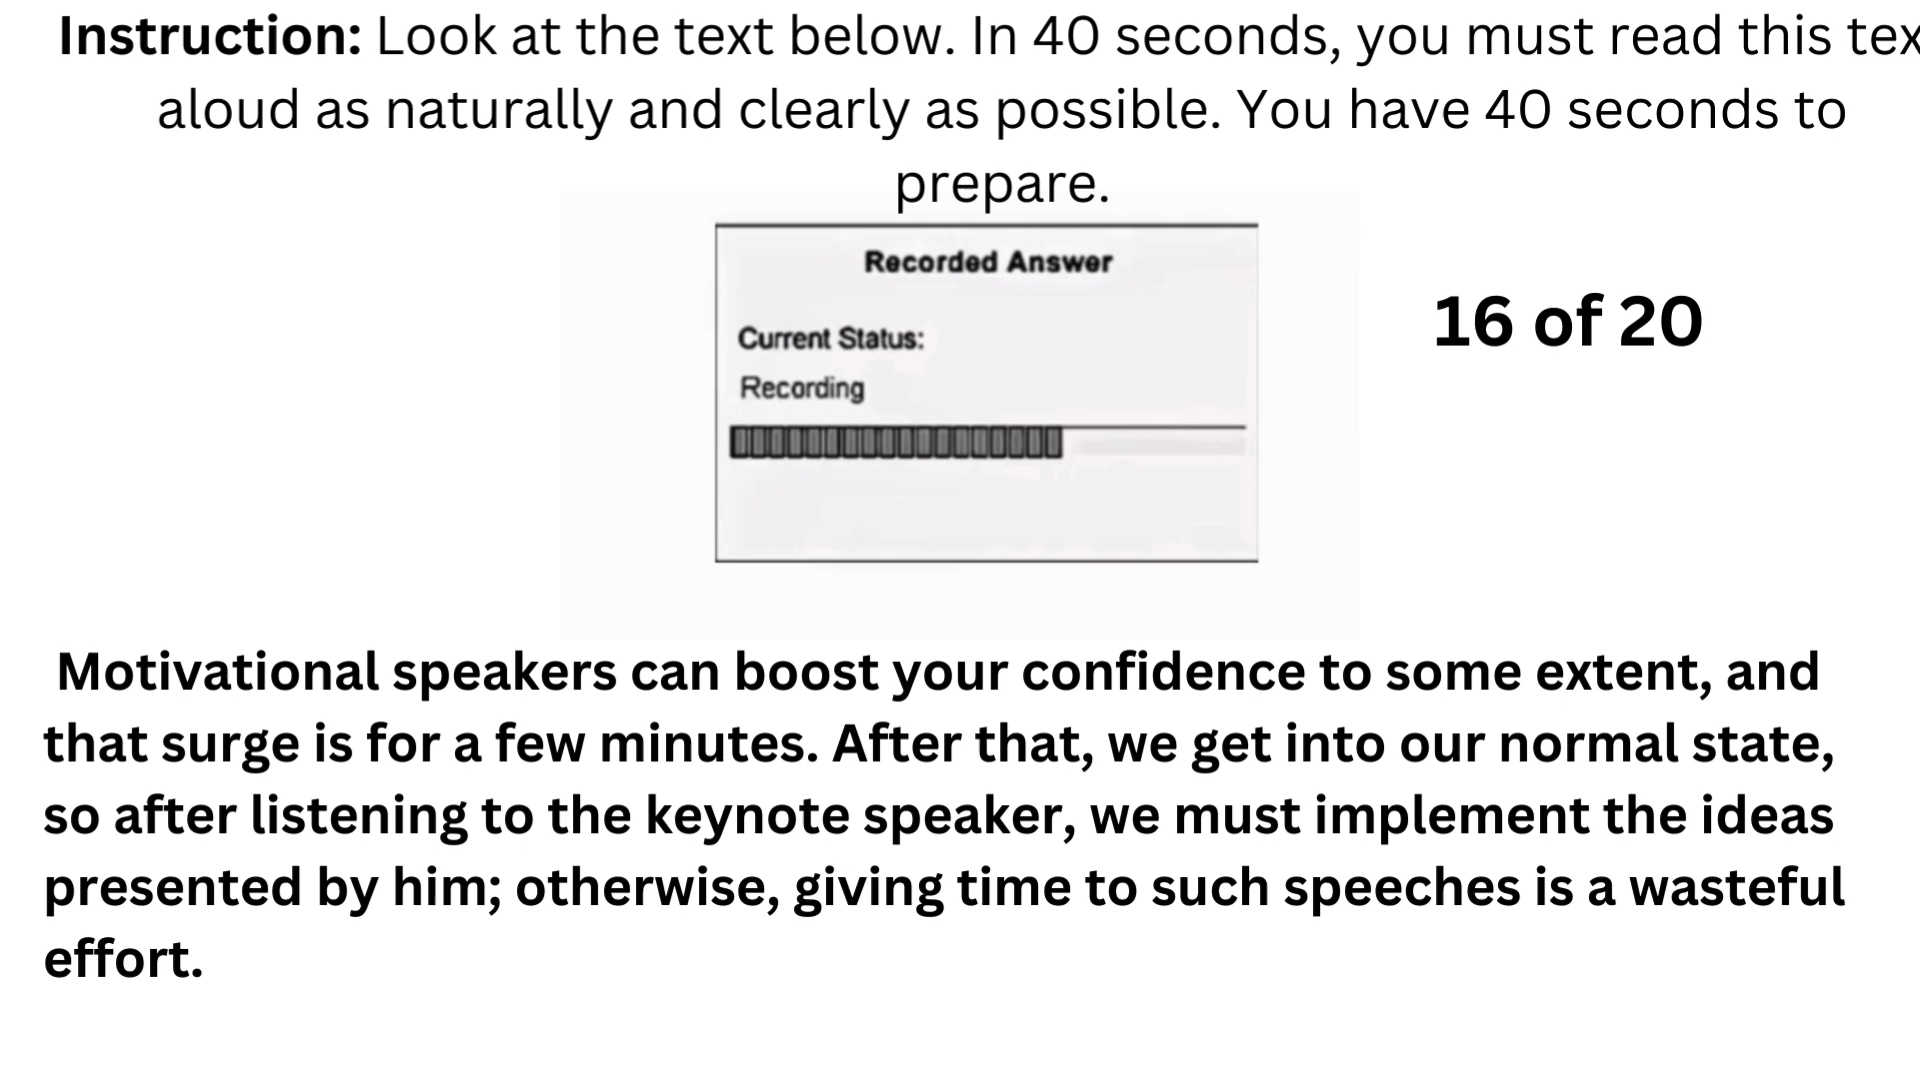 Instruction: Look at the text below. In 40 seconds, you must read this tex
aloud as naturally and clearly as possible. You have 40 seconds to
prepare.
Recorded Answer
Current Status:
Recording
16 of 20
Motivational speakers can boost your confidence to some extent, and
that surge is for a few minutes. After that, we get into our normal state,
so after listening to the keynote speaker, we must implement the ideas
presented by him; otherwise, giving time to such speeches is a wasteful
effort.